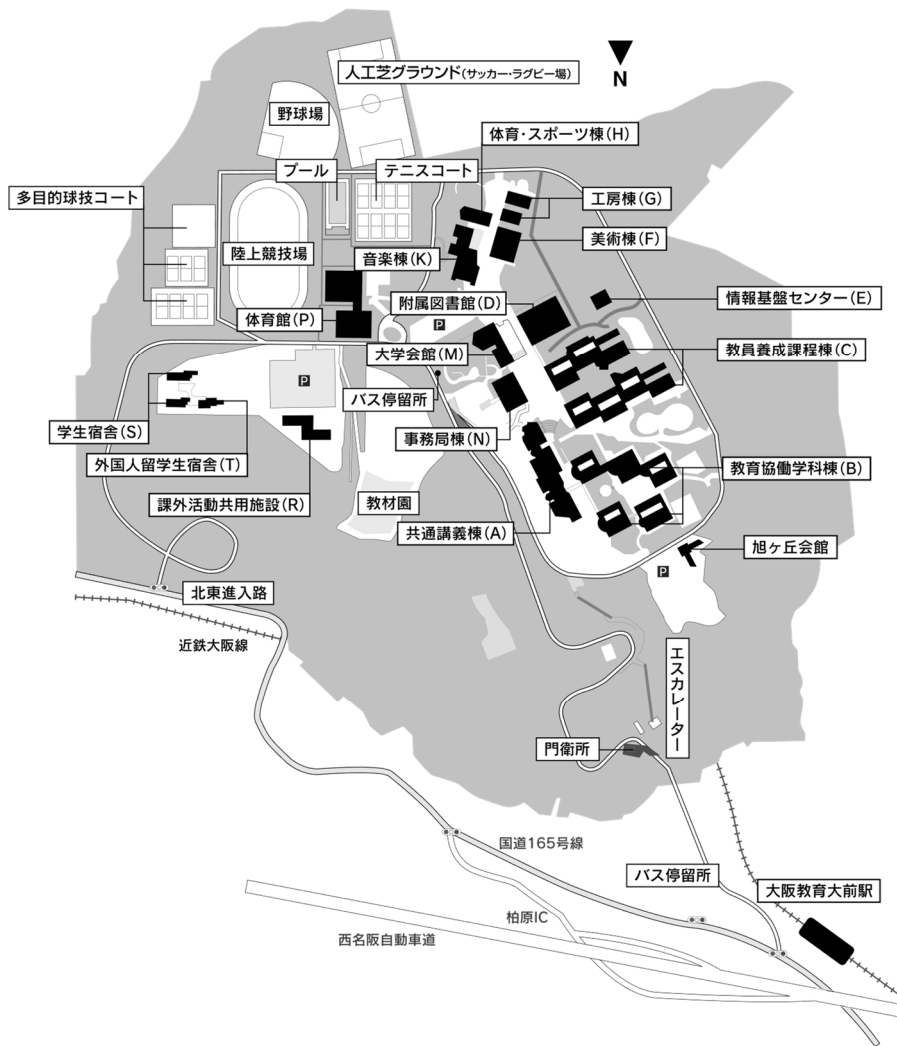 人工芝グラウンド(サッカー・ラグビー場)
N
野球場
体育・スポーツ棟(H)
プール
テニスコート
多目的球技コート
工房棟(G)
美術棟(F)
陸上競技場
音楽棟(K)
附属図書館(D)
情報基盤センター(E)
体育館(P)
P
大学会館(M)
教員養成課程棟(C)
P
バス停留所
学生宿舎(S)
事務局棟(N)
外国人留学生宿舎(T)
教育協働学科棟(B)
課外活動共用施設(R)
教材園
共通講義棟(A)
旭ヶ丘会館
P
北東進入路
近鉄大阪線
エスカレーター
門衛所
国道165号線
バス停留所
大阪教育大前駅
柏原IC
西名阪自動車道